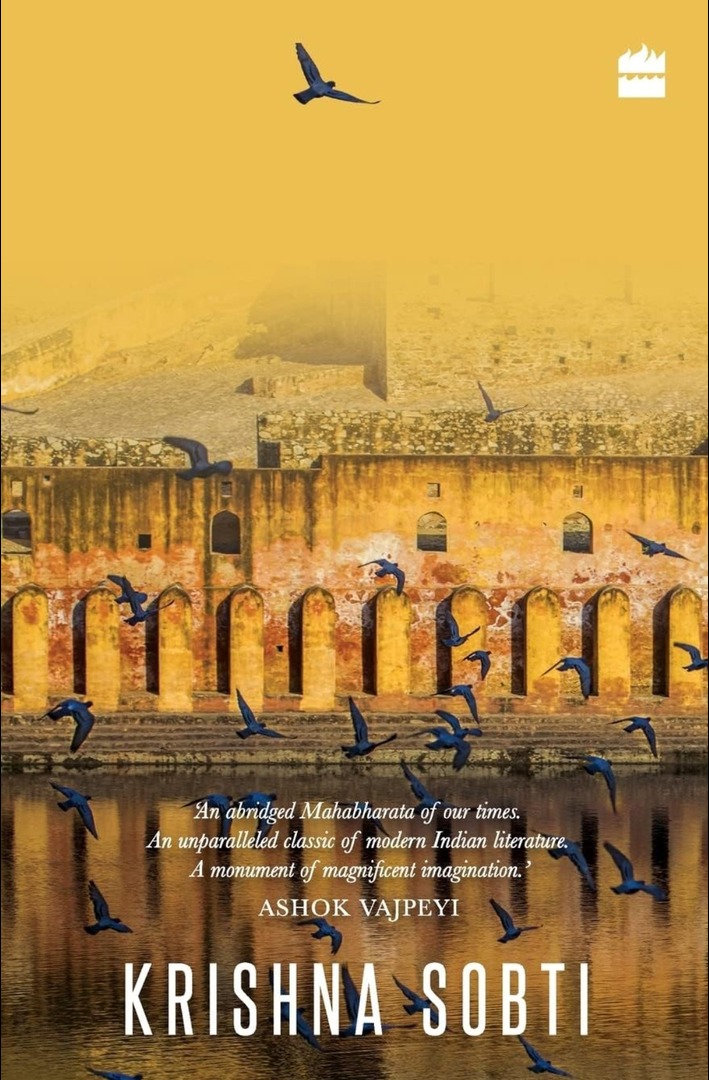 'An abridged Mahabharata of our times.
An unparalleled classic of modern Indian literature.
A monument of magnificent imagination.'
ASHOK VAJPEYI
KRISHNA SOBTI